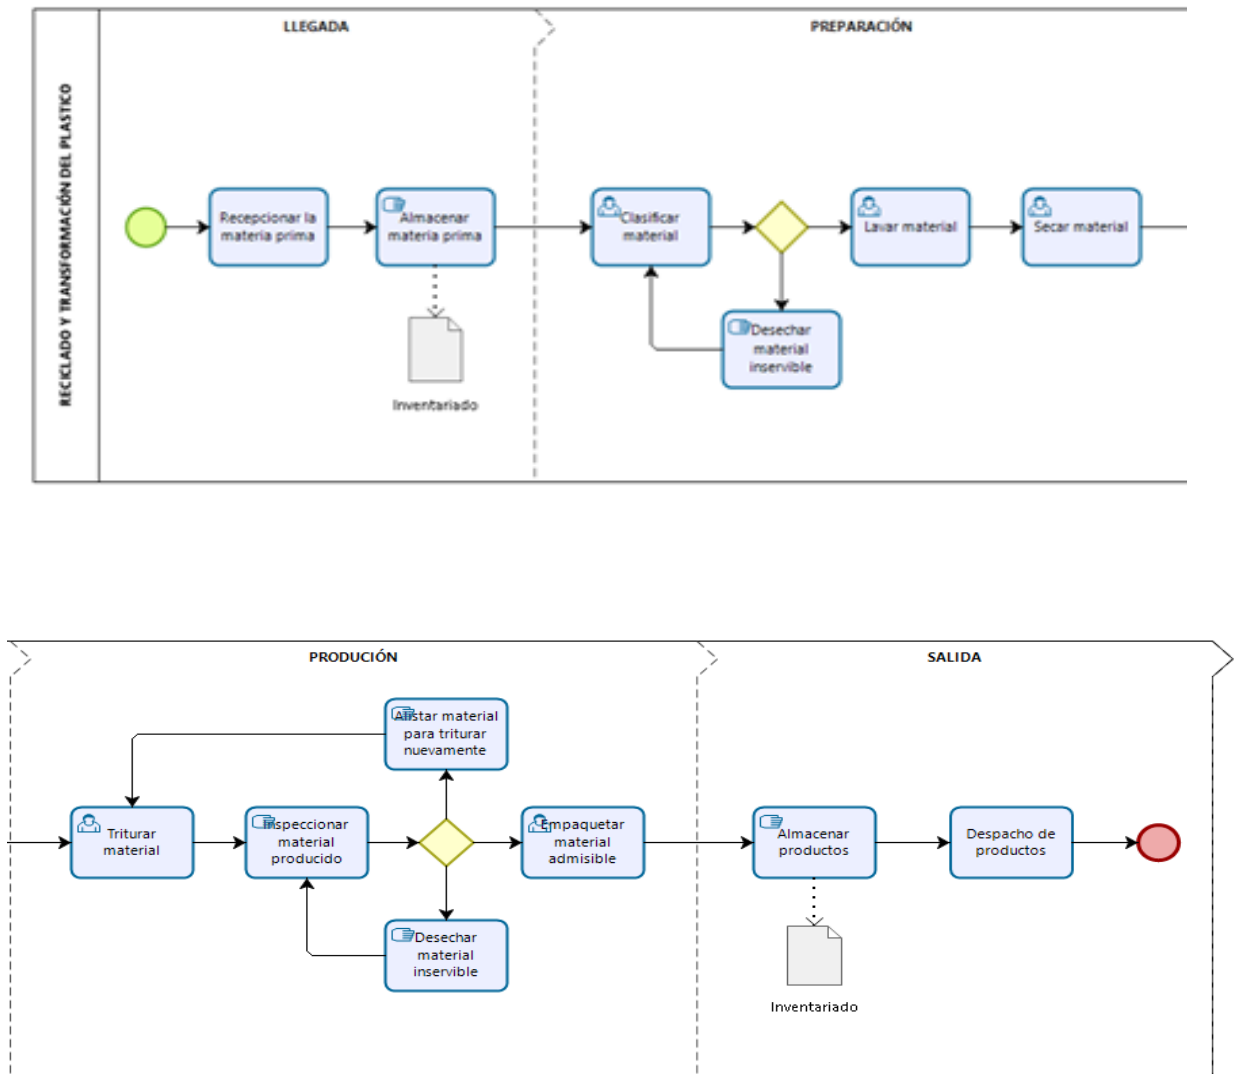 LLEGADA
PREPARACIÓN
RECICLADO Y TRANSFORMACIÓN DEL PLASTICO
Recepcionar la
materia prima
Almacenar
materia prima
Clasificar
material
Lavar material
Secar material
Desechar
material
inservible
Inventariado
PRODUCIÓN
SALIDA
Alistar material
para triturar
nuevamente
Triturar
material
Inspeccionar
material
producido
Empaquetar
material
admisible
Almacenar
productos
Despacho de
productos
Desechar
material
inservible
Inventariado